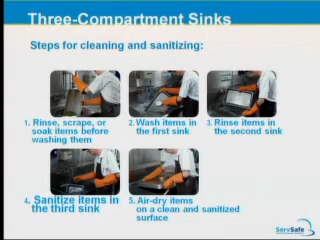 Three-Compartment Sinks
Steps for cleaning and sanitizing:
1. Rinse, scrape, or
soak items before
washing them
2. Wash items in
the first sink
3. Rinse items in
the second sink
4. Sanitize items in
the third sink
5. Air-dry items
on a clean and sanitized
surface
ServSafe